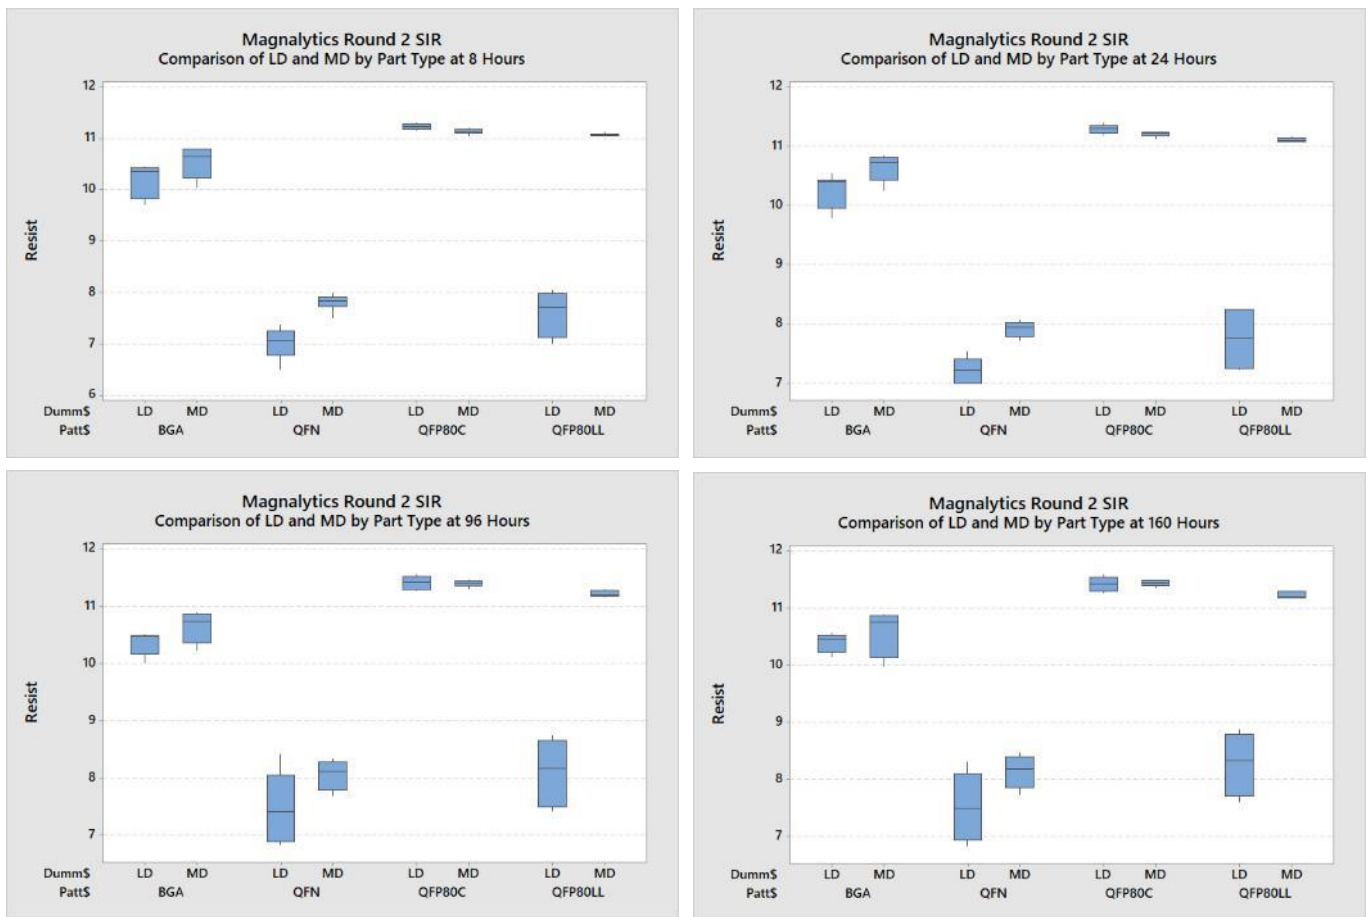 Magnalytics Round 2 SIR
Comparison of LD and MD by Part Type at 8 Hours
12
11
10
9
8
7
6
Resist
Dumm$ LD MD LD MD LD MD LD MD
Patt$ BGA QFN QFP80C QFP80LL
Magnalytics Round 2 SIR
Comparison of LD and MD by Part Type at 24 Hours
12
11
10
9
8
7
Resist
Dumm$ LD MD LD MD LD MD LD MD
Patt$ BGA QFN QFP80C QFP80LL
Magnalytics Round 2 SIR
Comparison of LD and MD by Part Type at 96 Hours
12
11
10
9
8
7
Resist
Dumm$ LD MD LD MD LD MD LD MD
Patt$ BGA QFN QFP80C QFP80LL
Magnalytics Round 2 SIR
Comparison of LD and MD by Part Type at 160 Hours
12
11
10
9
8
7
Resist
Dumm$ LD MD LD MD LD MD LD MD
Patt$ BGA QFN QFP80C QFP80LL